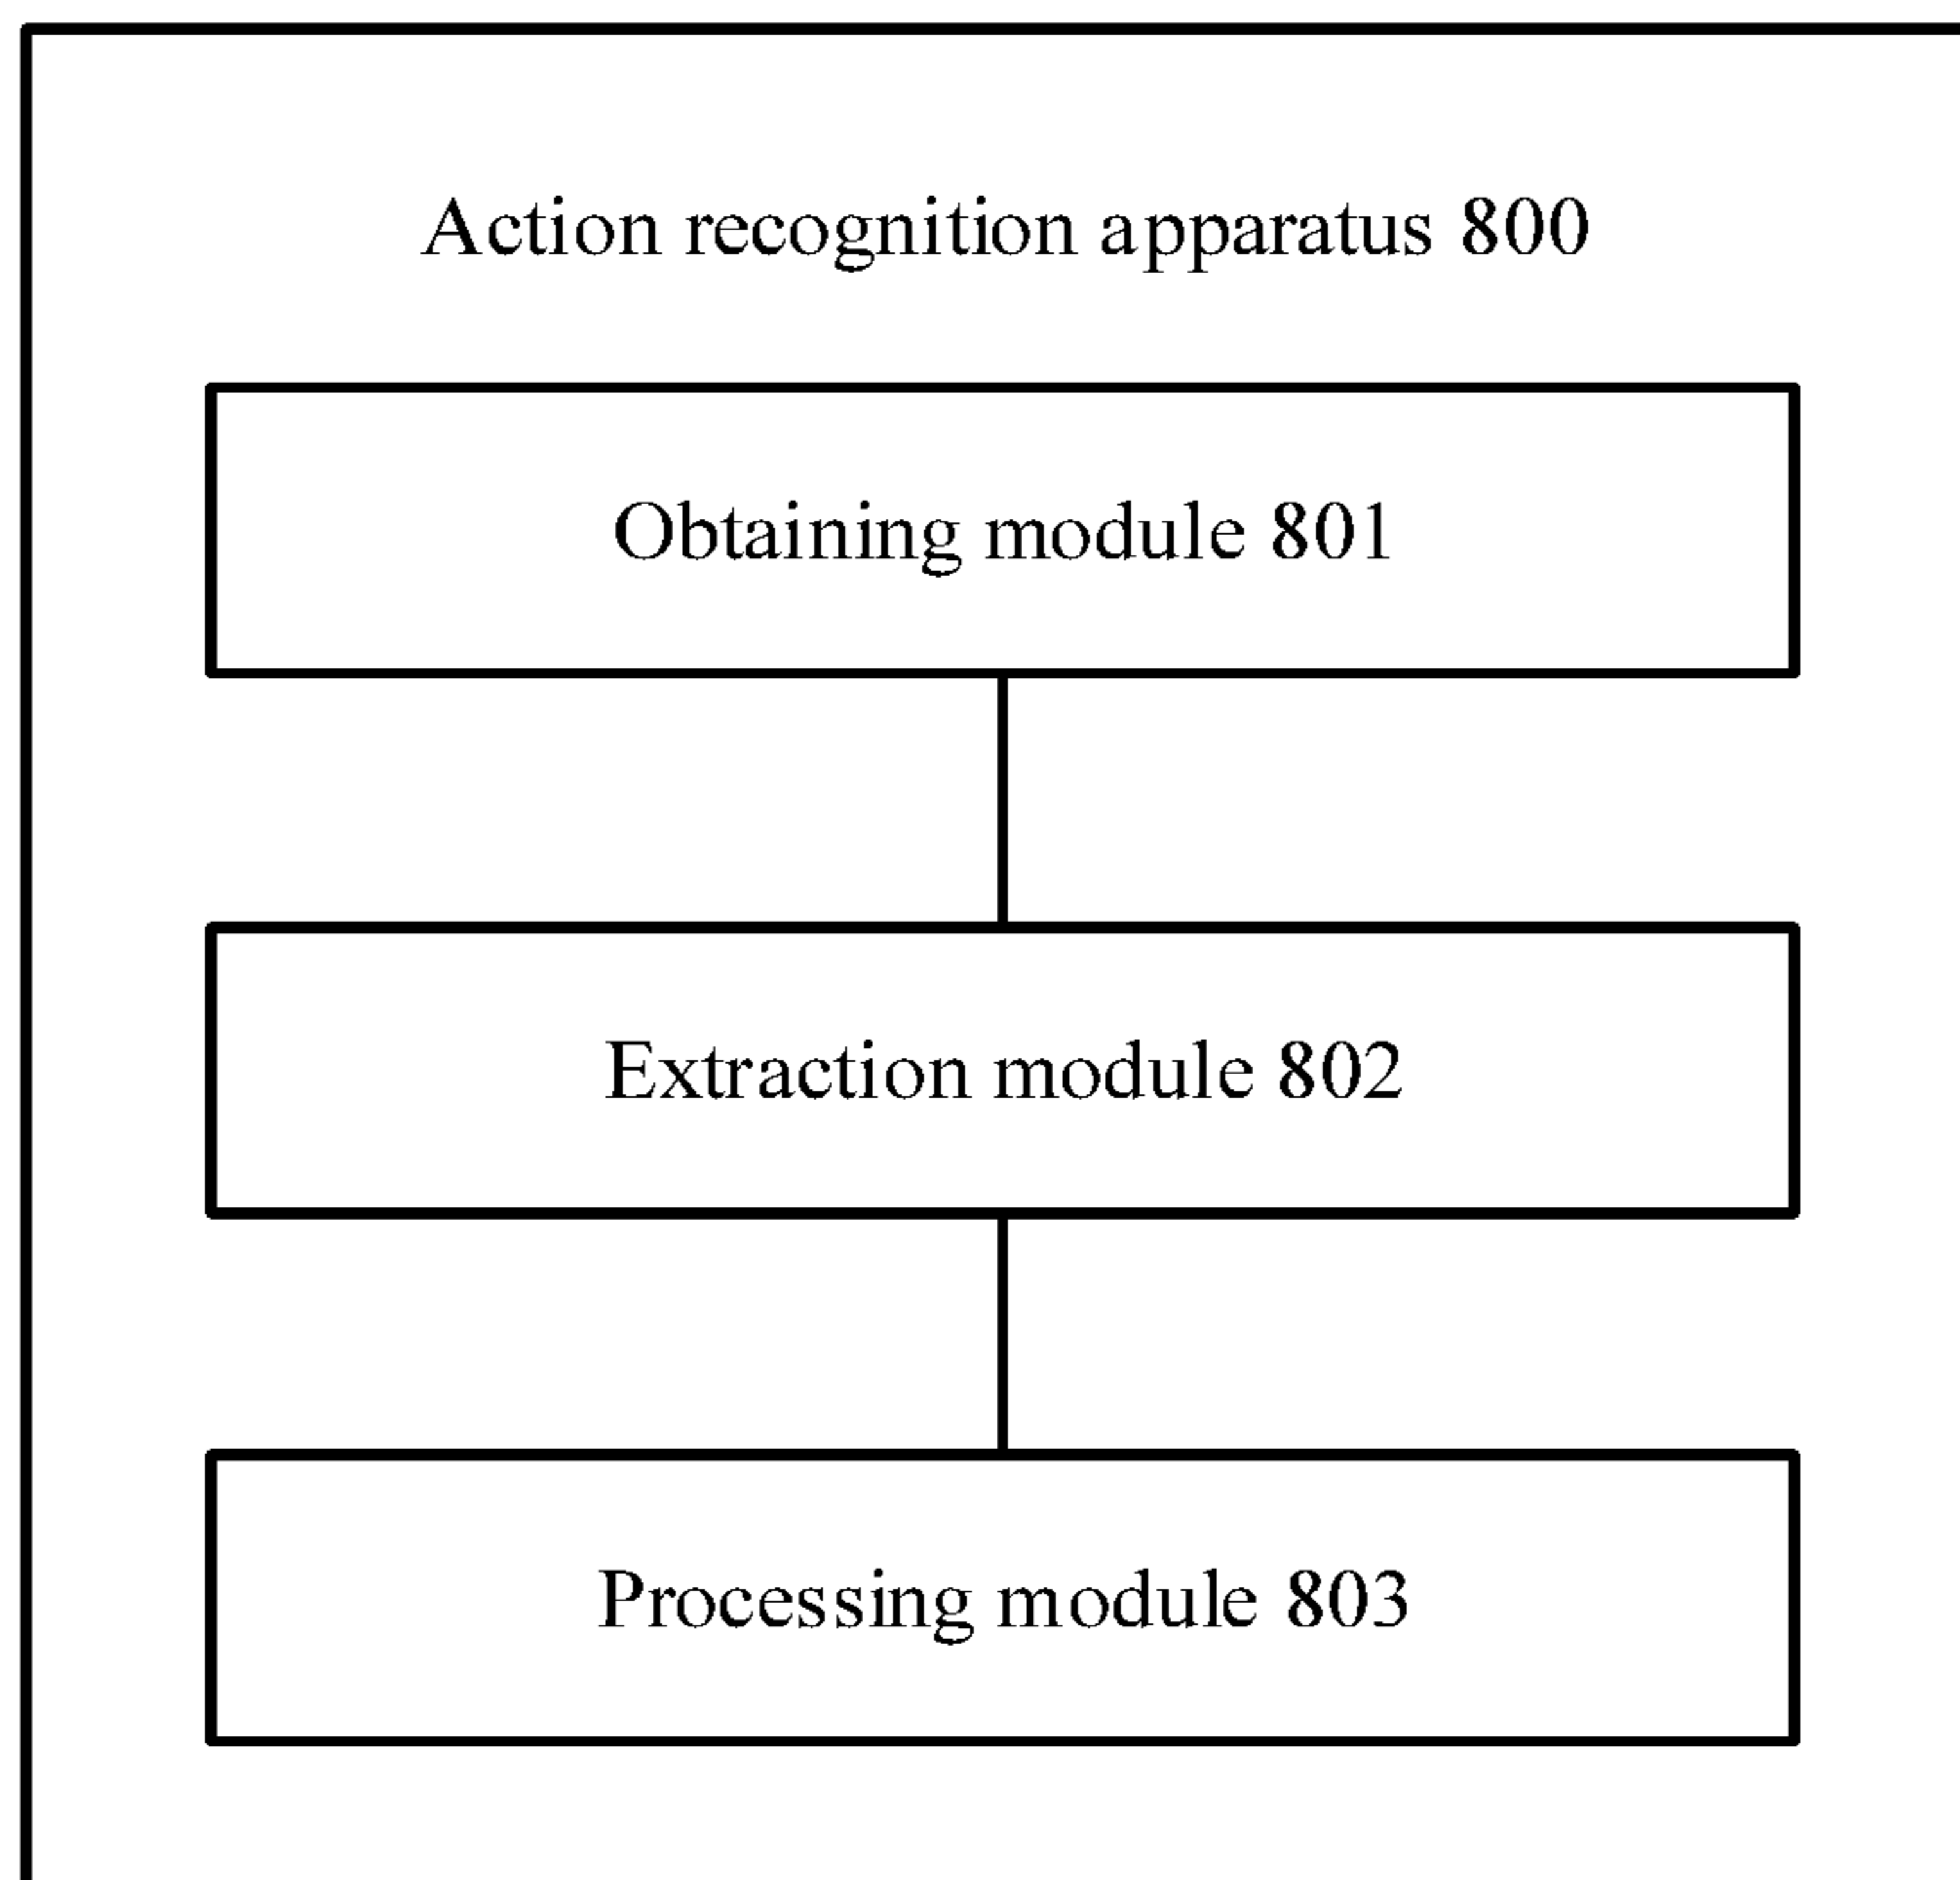 Action recognition apparatus 800
Obtaining module 801
Extraction module 802
Processing module 803